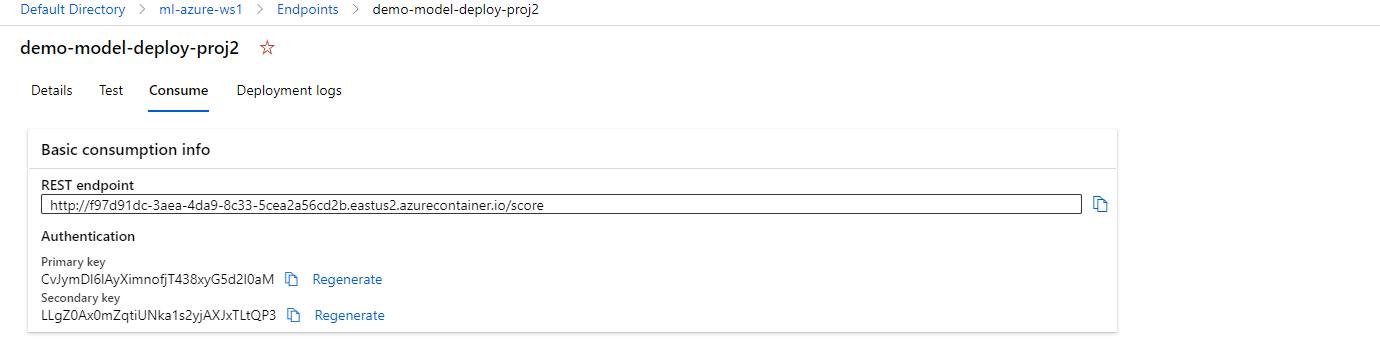 Default Directory > ml-azure-ws1 > Endpoints > demo-model-deploy-proj2
demo-model-deploy-proj2
Details Test Consume Deployment logs
Basic consumption info
REST endpoint
http://f97d91dc-3aea-4da9-8c33-5cea2a56cd2b.eastus2.azurecontainer.io/score
Authentication
Primary key
CvJymDI6lAyXimnofjT438xyG5d2I0aM Regenerate
Secondary key
LLgZ0Ax0mZqtiUNka1s2yjAXJxTLtQP3 Regenerate